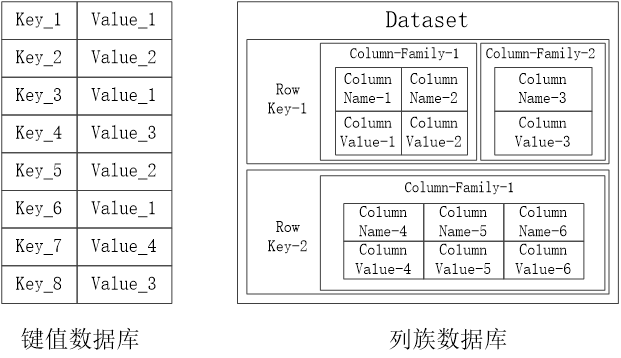 Key_1 Value_1
Key_2 Value_2
Key_3 Value_1
Key_4 Value_3
Key_5 Value_2
Key_6 Value_1
Key_7 Value_4
Key_8 Value_3
键值数据库
Dataset
Row
Key-1
Column-Family-1
Column Column
Name-1 Name-2
Column Column
Value-1 Value-2
Column-Family-2
Column
Name-3
Column
Value-3
Row
Key-2
Column-Family-1
Column Column Column
Name-4 Name-5 Name-6
Column Column Column
Value-4 Value-5 Value-6
列族数据库